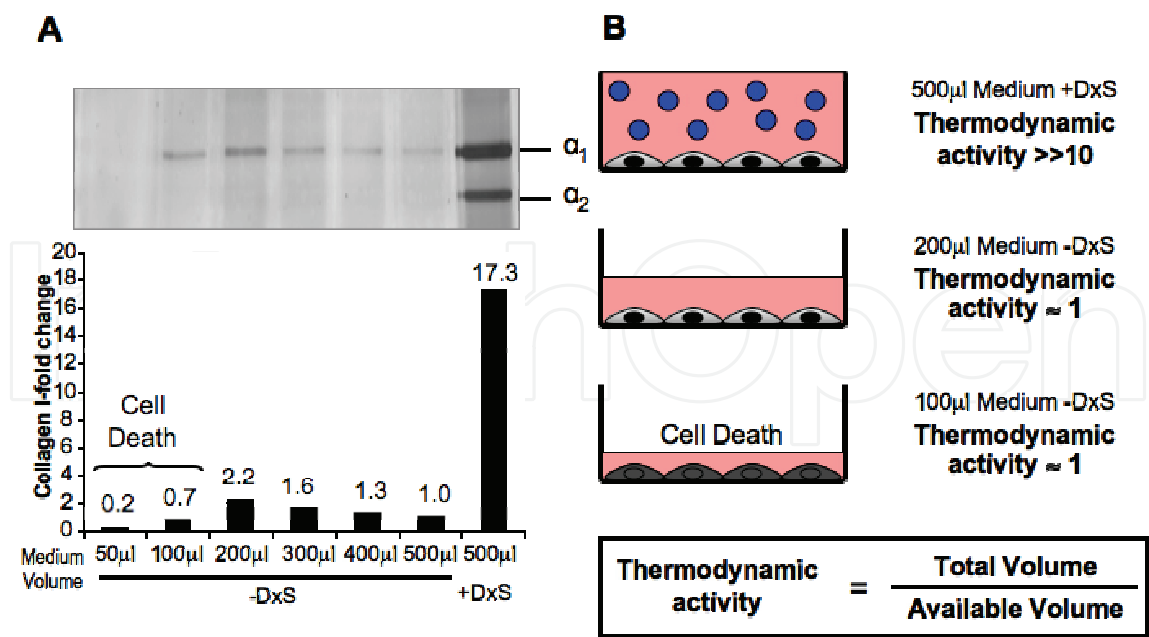 A
α1
α2
Collagen I-fold change
20
18
16
14
12
10
8
6
4
2
0
Cell
Death
0.2
0.7
2.2
1.6
1.3
1.0
17.3
Medium
Volume
50μl 100μl 200μl 300μl 400μl 500μl 500μl
-DxS
+DxS
B
500μl Medium +DxS
Thermodynamic
activity >>10
200μl Medium -DxS
Thermodynamic
activity ≈ 1
100μl Medium -DxS
Thermodynamic
activity ≈ 1
Cell Death
Thermodynamic
activity
=
Total Volume
Available Volume
InhOpen